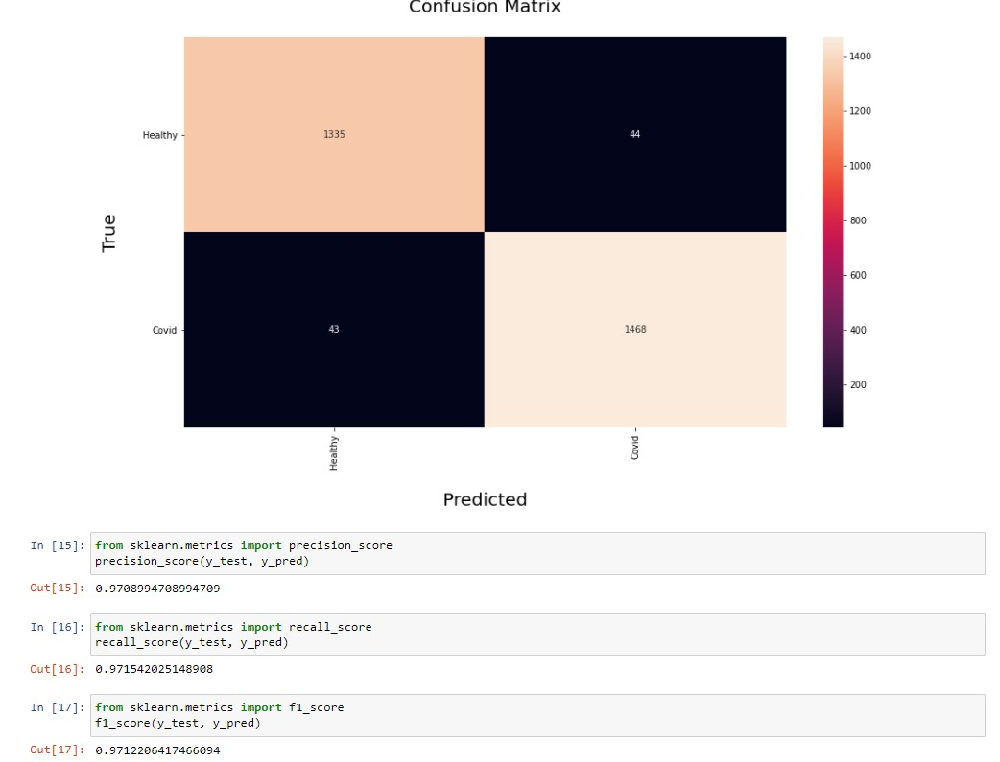 Confusion Matrix
1400
1335
44
Healthy
1200
1000
True
800
600
43
1468
Covid
400
200
Healthy
Covid
Predicted
In [15]: from sklearn.metrics import precision_score
precision_score(y_test, y_pred)
Out[15]: 0.9708994708994709
In [16]: from sklearn.metrics import recall_score
recall_score(y_test, y_pred)
Out[16]: 0.971542025148908
In [17]: from sklearn.metrics import f1_score
f1_score(y_test, y_pred)
Out[17]: 0.9712206417466094